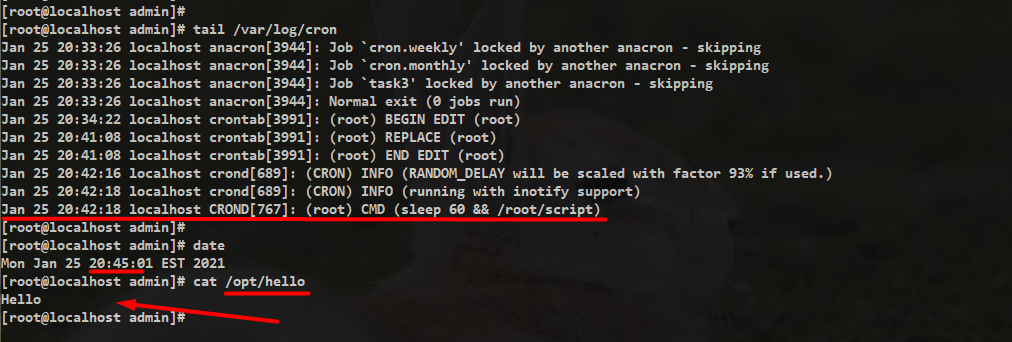 [root@localhost admin]#
[root@localhost admin]# tail /var/log/cron
Jan 25 20:33:26 localhost anacron[3944]: Job `cron.weekly' locked by another anacron - skipping
Jan 25 20:33:26 localhost anacron[3944]: Job `cron.monthly' locked by another anacron - skipping
Jan 25 20:33:26 localhost anacron[3944]: Job `task3' locked by another anacron - skipping
Jan 25 20:33:26 localhost anacron[3944]: Normal exit (0 jobs run)
Jan 25 20:34:22 localhost crontab[3991]: (root) BEGIN EDIT (root)
Jan 25 20:41:08 localhost crontab[3991]: (root) REPLACE (root)
Jan 25 20:41:08 localhost crontab[3991]: (root) END EDIT (root)
Jan 25 20:42:16 localhost crond[689]: (CRON) INFO (RANDOM_DELAY will be scaled with factor 93% if used.)
Jan 25 20:42:18 localhost crond[689]: (CRON) INFO (running with inotify support)
Jan 25 20:42:18 localhost CROND[767]: (root) CMD (sleep 60 && /root/script)
[root@localhost admin]#
[root@localhost admin]# date
Mon Jan 25 20:45:01 EST 2021
[root@localhost admin]# cat /opt/hello
Hello
[root@localhost admin]#